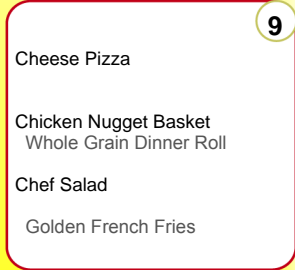 9
Cheese Pizza
Chicken Nugget Basket
Whole Grain Dinner Roll
Chef Salad
Golden French Fries